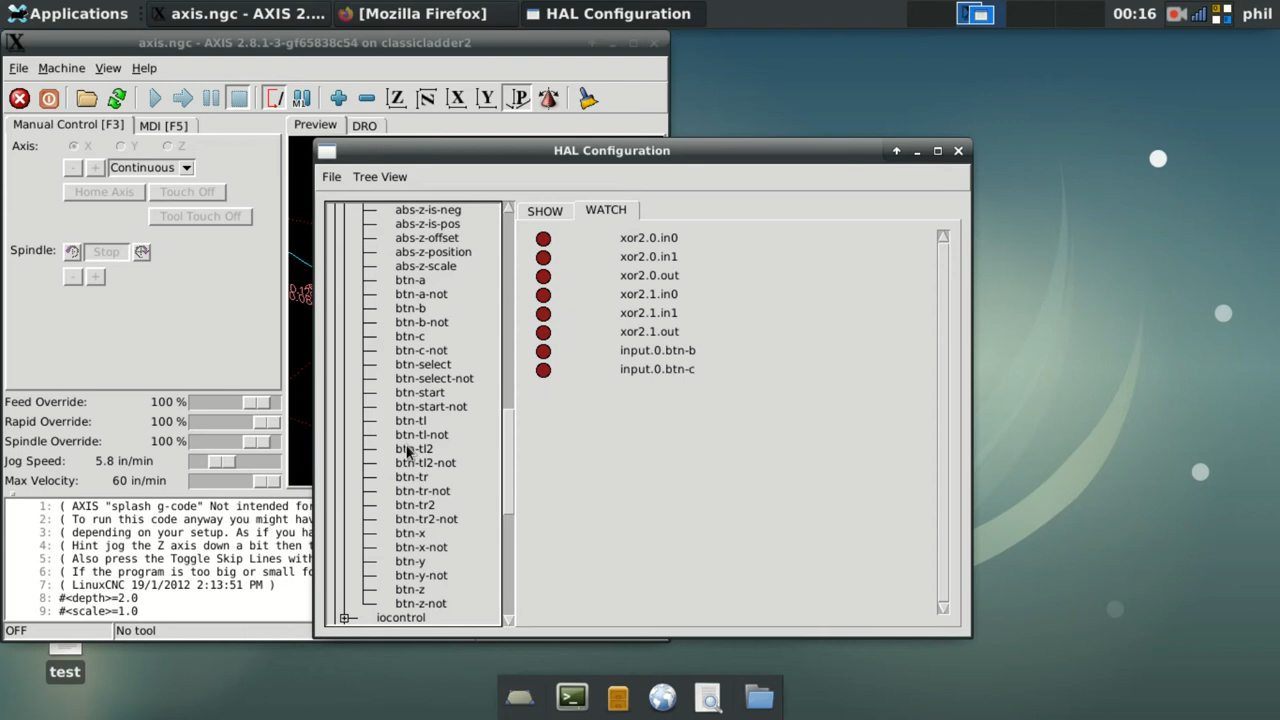 Applications axis.ngc - AXIS 2.... [Mozilla Firefox] HAL Configuration 00:16 phil
axis.ngc - AXIS 2.8.1-3-gf65838c54 on classicladder2
File Machine View Help
Manual Control [F3] MDI [F5] Preview DRO
Axis: X Y Z
- + Continuous
Home Axis Touch Off
Tool Touch Off
Spindle: Stop
- +
Feed Override: 100 %
Rapid Override: 100 %
Spindle Override: 100 %
Jog Speed: 5.8 in/min
Max Velocity: 60 in/min
1: ( AXIS "splash g-code" Not intended fo
2: ( To run this code anyway you might hav
3: ( depending on your setup. As if you ha
4: ( Hint jog the Z axis down a bit then t
5: ( Also press the Toggle Skip Lines with
6: ( If the program is too big or small fo
7: ( LinuxCNC 19/1/2012 2:13:51 PM )
8: #<depth>=2.0
9: #<scale>=1.0
OFF No tool
HAL Configuration
File Tree View
abs-z-is-neg
abs-z-is-pos
abs-z-offset
abs-z-position
abs-z-scale
btn-a
btn-a-not
btn-b
btn-b-not
btn-c
btn-c-not
btn-select
btn-select-not
btn-start
btn-start-not
btn-tl
btn-tl-not
btn-tl2
btn-tl2-not
btn-tr
btn-tr-not
btn-tr2
btn-tr2-not
btn-x
btn-x-not
btn-y
btn-y-not
btn-z
btn-z-not
iocontrol
SHOW WATCH
xor2.0.in0
xor2.0.in1
xor2.0.out
xor2.1.in0
xor2.1.in1
xor2.1.out
input.0.btn-b
input.0.btn-c
test